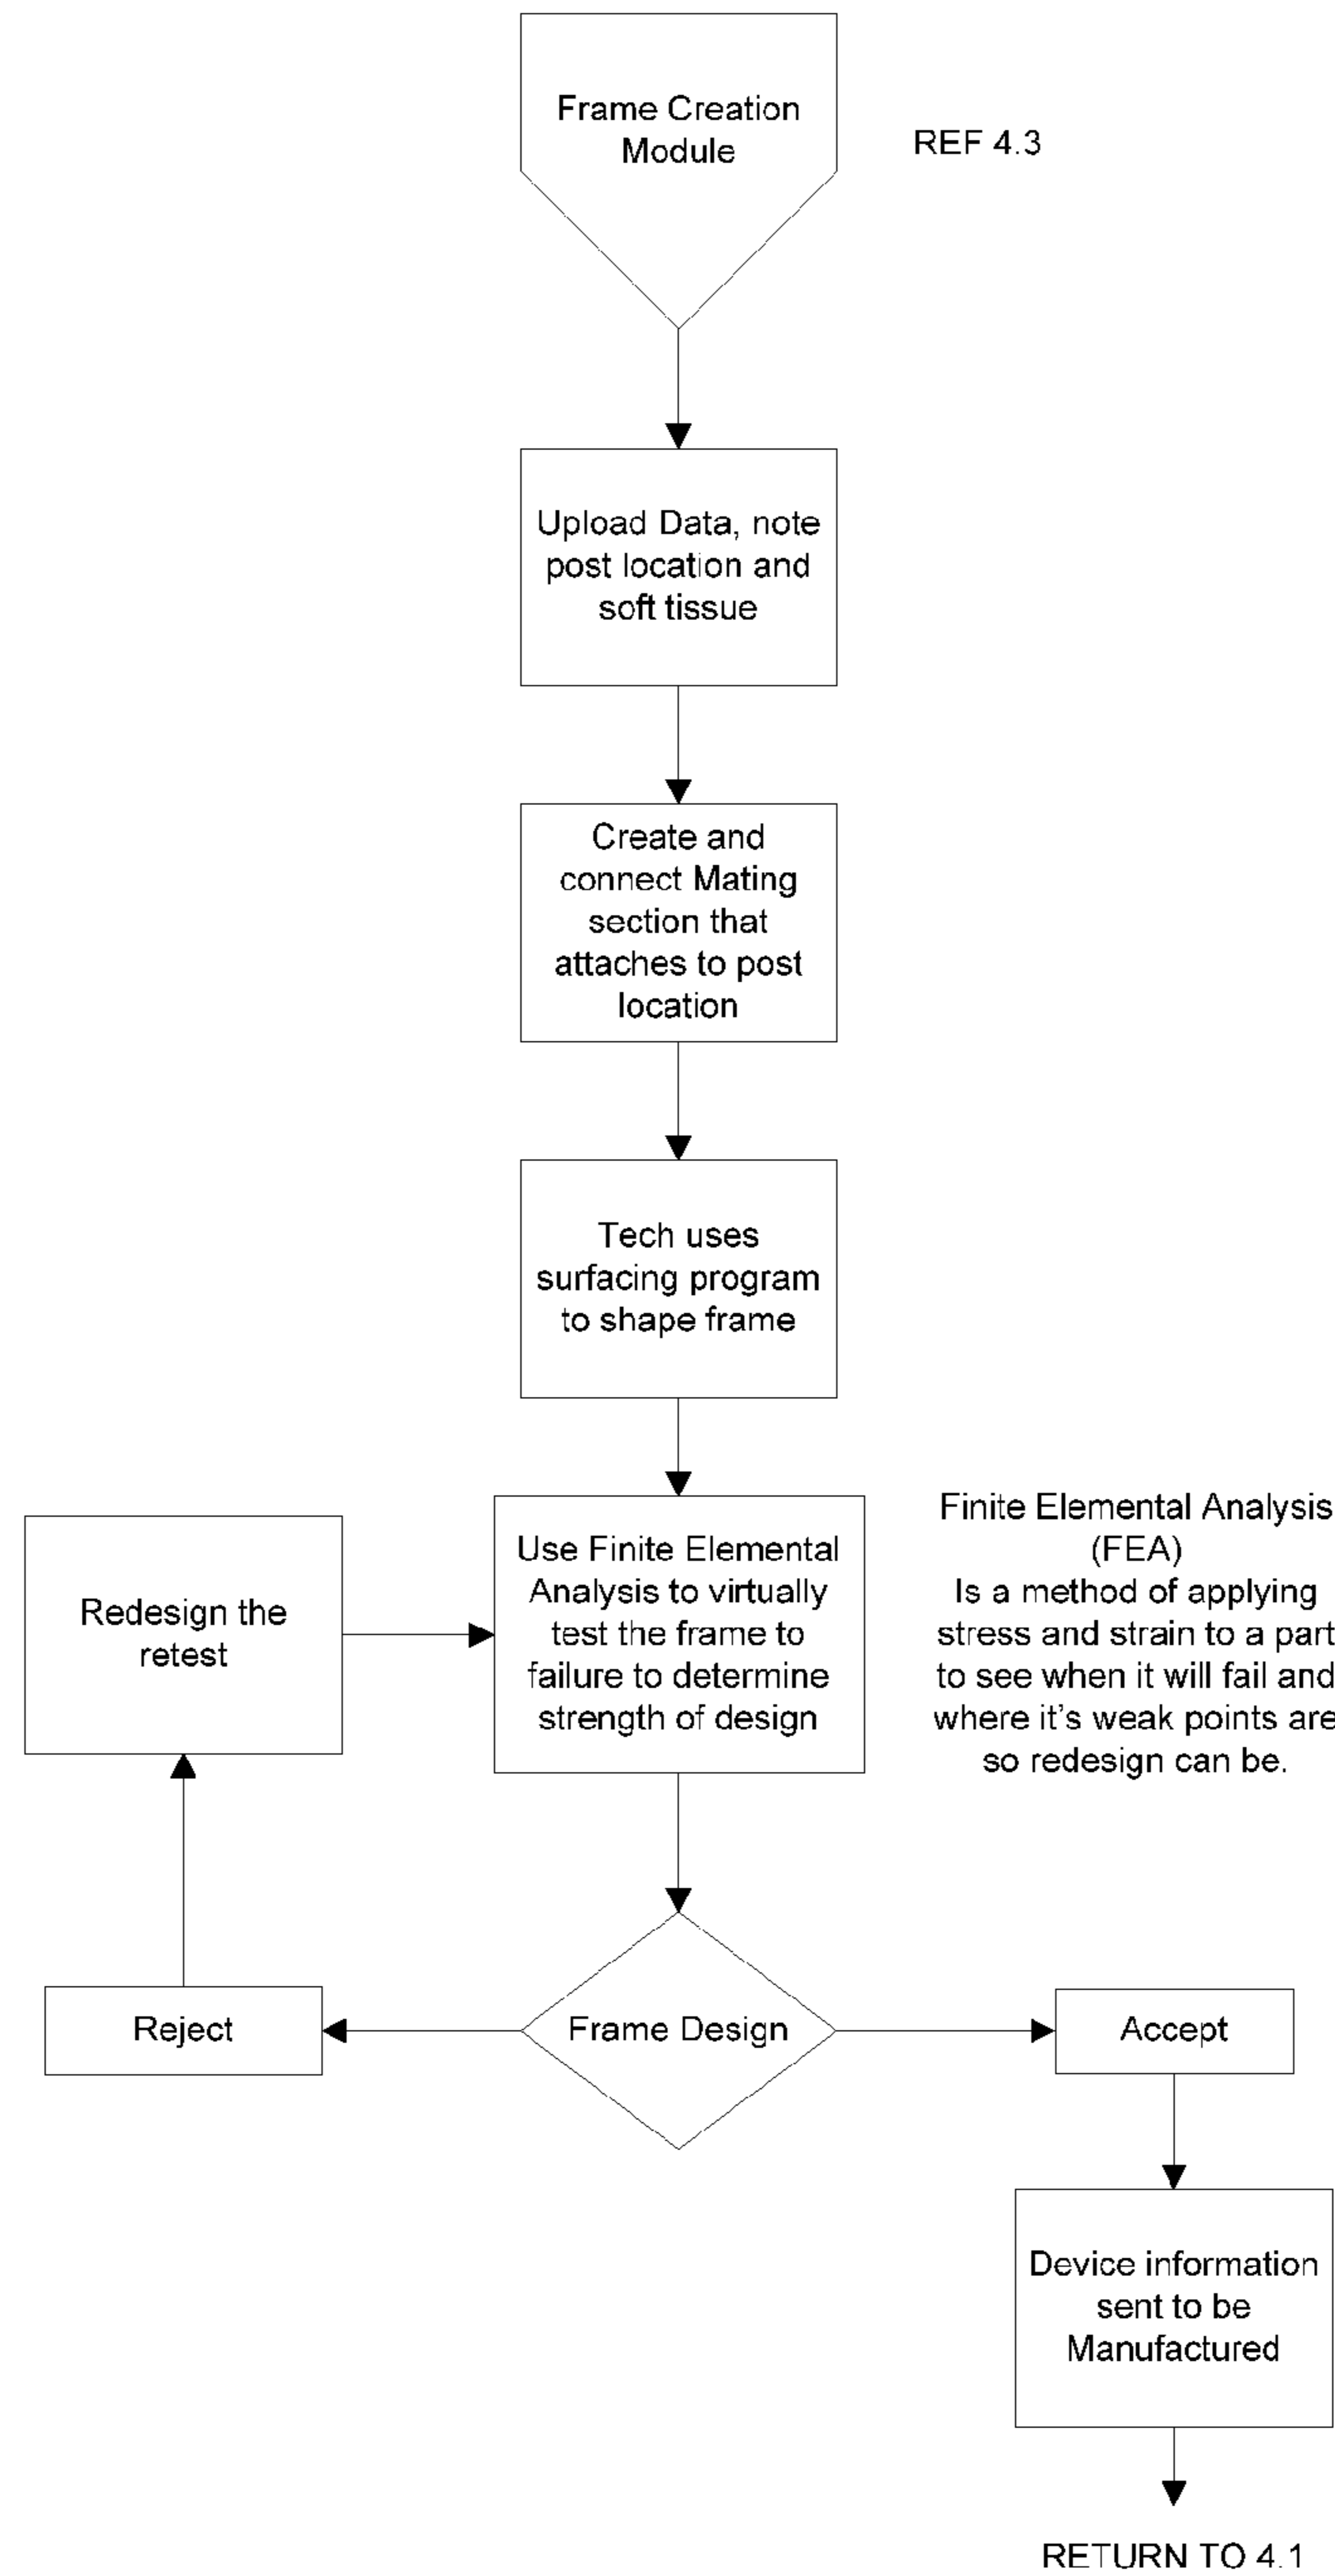 Frame Creation
Module
REF 4.3
Upload Data, note
post location and
soft tissue
Create and
connect Mating
section that
attaches to post
location
Tech uses
surfacing program
to shape frame
Redesign the
retest
Use Finite Elemental
Analysis to virtually
test the frame to
failure to determine
strength of design
Finite Elemental Analysis
(FEA)
Is a method of applying
stress and strain to a part
to see when it will fail and
where it's weak points are
so redesign can be.
Reject
Frame Design
Accept
Device information
sent to be
Manufactured
RETURN TO 4.1